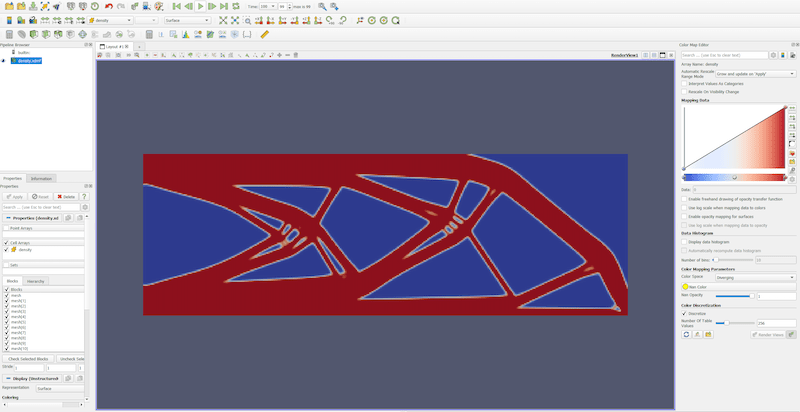 Time: 299 99 max is 99
density Surface
Pipeline Browser
builtin:
density.xdmf
Properties Information
Properties
Apply Reset Delete ?
Search ... (use Esc to clear text)
Properties (density.xd
Point Arrays
Cell Arrays
density
Sets
Blocks Hierarchy
Blocks
mesh
mesh[1]
mesh[2]
mesh[3]
mesh[4]
mesh[5]
mesh[6]
mesh[7]
mesh[8]
mesh[9]
mesh[10]
Check Selected Blocks Uncheck Sele
Stride 1 1 1
Display (Unstructured
Representation Surface
Coloring
Layout #1 +
RenderView1
Color Map Editor
Search ... (use Esc to clear text)
Array Name: density
Automatic Rescale Grow and update on 'Apply'
Range Mode
Interpret Values As Categories
Rescale On Visibility Change
Mapping Data
Data: 1
Enable freehand drawing of opacity transfer function
Use log scale when mapping data to colors
Enable opacity mapping for surfaces
Use log scale when mapping data to opacity
Data Histogram
Display data histogram
Automatically recompute data histogram
Number of bins 10
Color Mapping Parameters
Color Space Diverging
Nan Color
Nan Opacity 1
Color Discretization
Discretize
Number Of Table 256
Values
Render Views